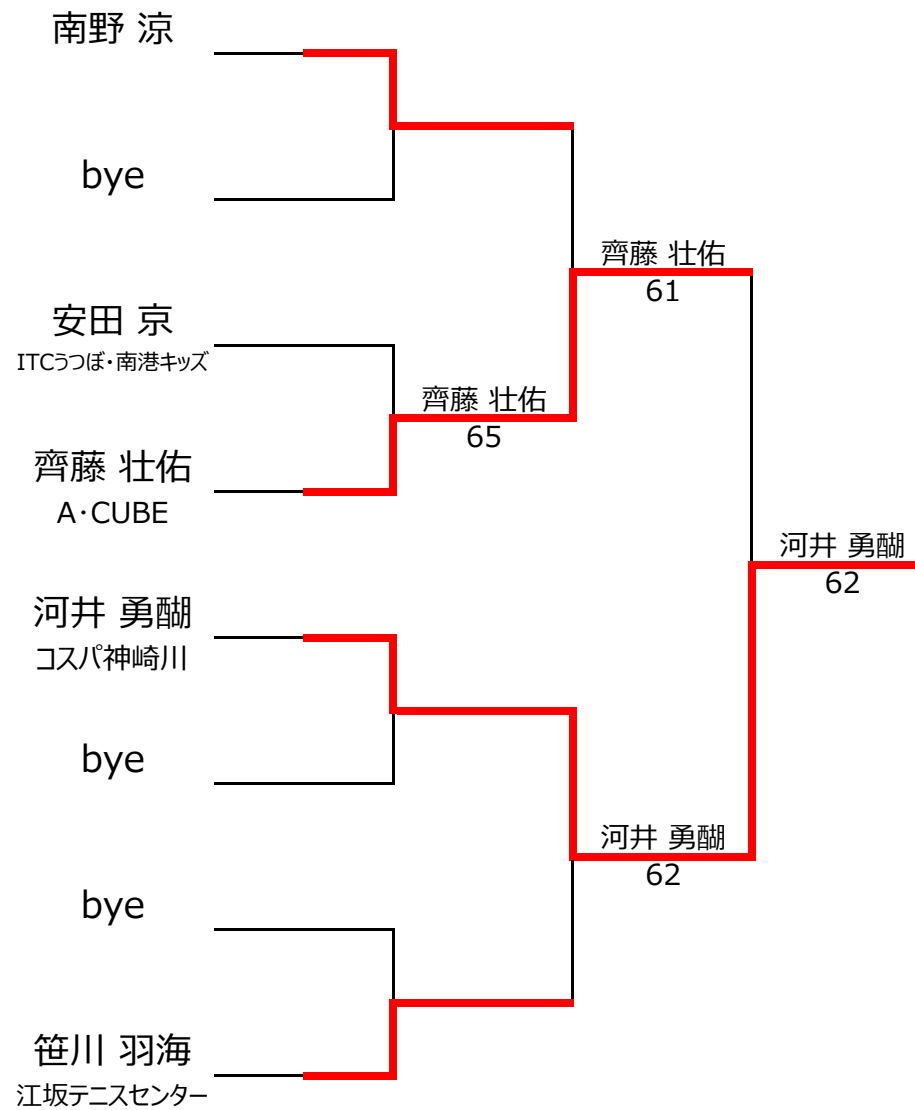 南野 涼
bye
安田 京
ITCうつぼ・南港キッズ
齊藤 壮佑
A・CUBE
河井 勇醐
コスパ神崎川
bye
bye
笹川 羽海
江坂テニスセンター
齊藤 壮佑
65
齊藤 壮佑
61
河井 勇醐
62
河井 勇醐
62